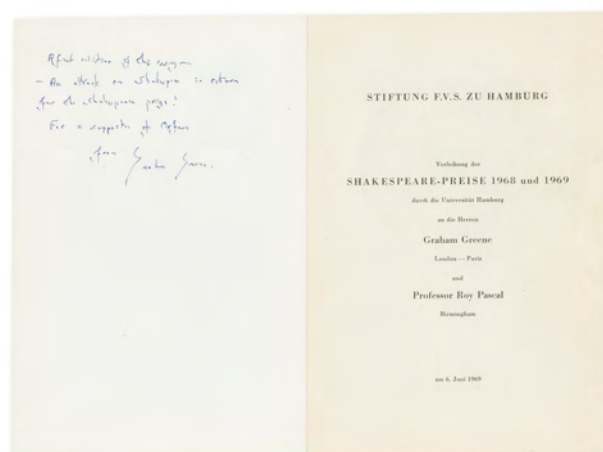 A first edition of this
– An attack on Shakespeare in return
for the Shakespeare prize!
For a supporter of
from Graham Greene.
STIFTUNG F.V.S. ZU HAMBURG
Verleihung der
SHAKESPEARE-PREISE 1968 und 1969
durch die Universität Hamburg
an die Herren
Graham Greene
London — Paris
und
Professor Roy Pascal
Birmingham
am 6. Juni 1969